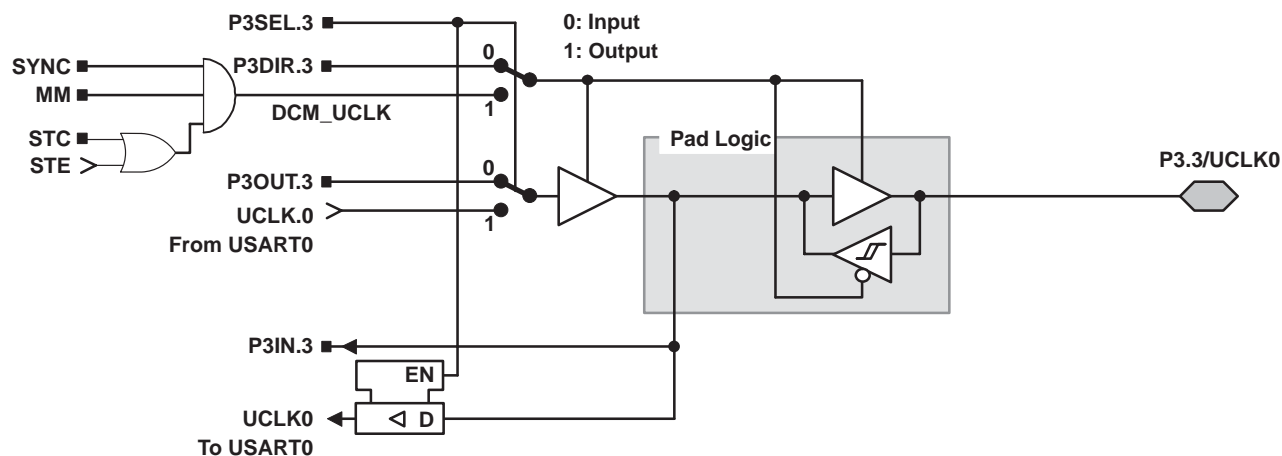 P3SEL.3
0: Input
1: Output
SYNC
P3DIR.3
0
MM
DCM_UCLK
1
STC
STE
Pad Logic
P3.3/UCLK0
P3OUT.3
0
UCLK.0
1
From USART0
P3IN.3
EN
UCLK0
D
To USART0